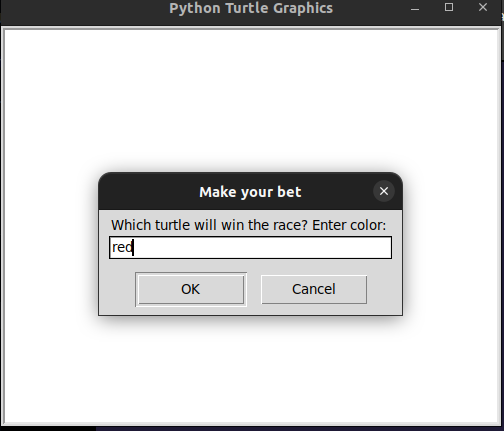 Python Turtle Graphics
Make your bet
Which turtle will win the race? Enter color:
red
OK Cancel